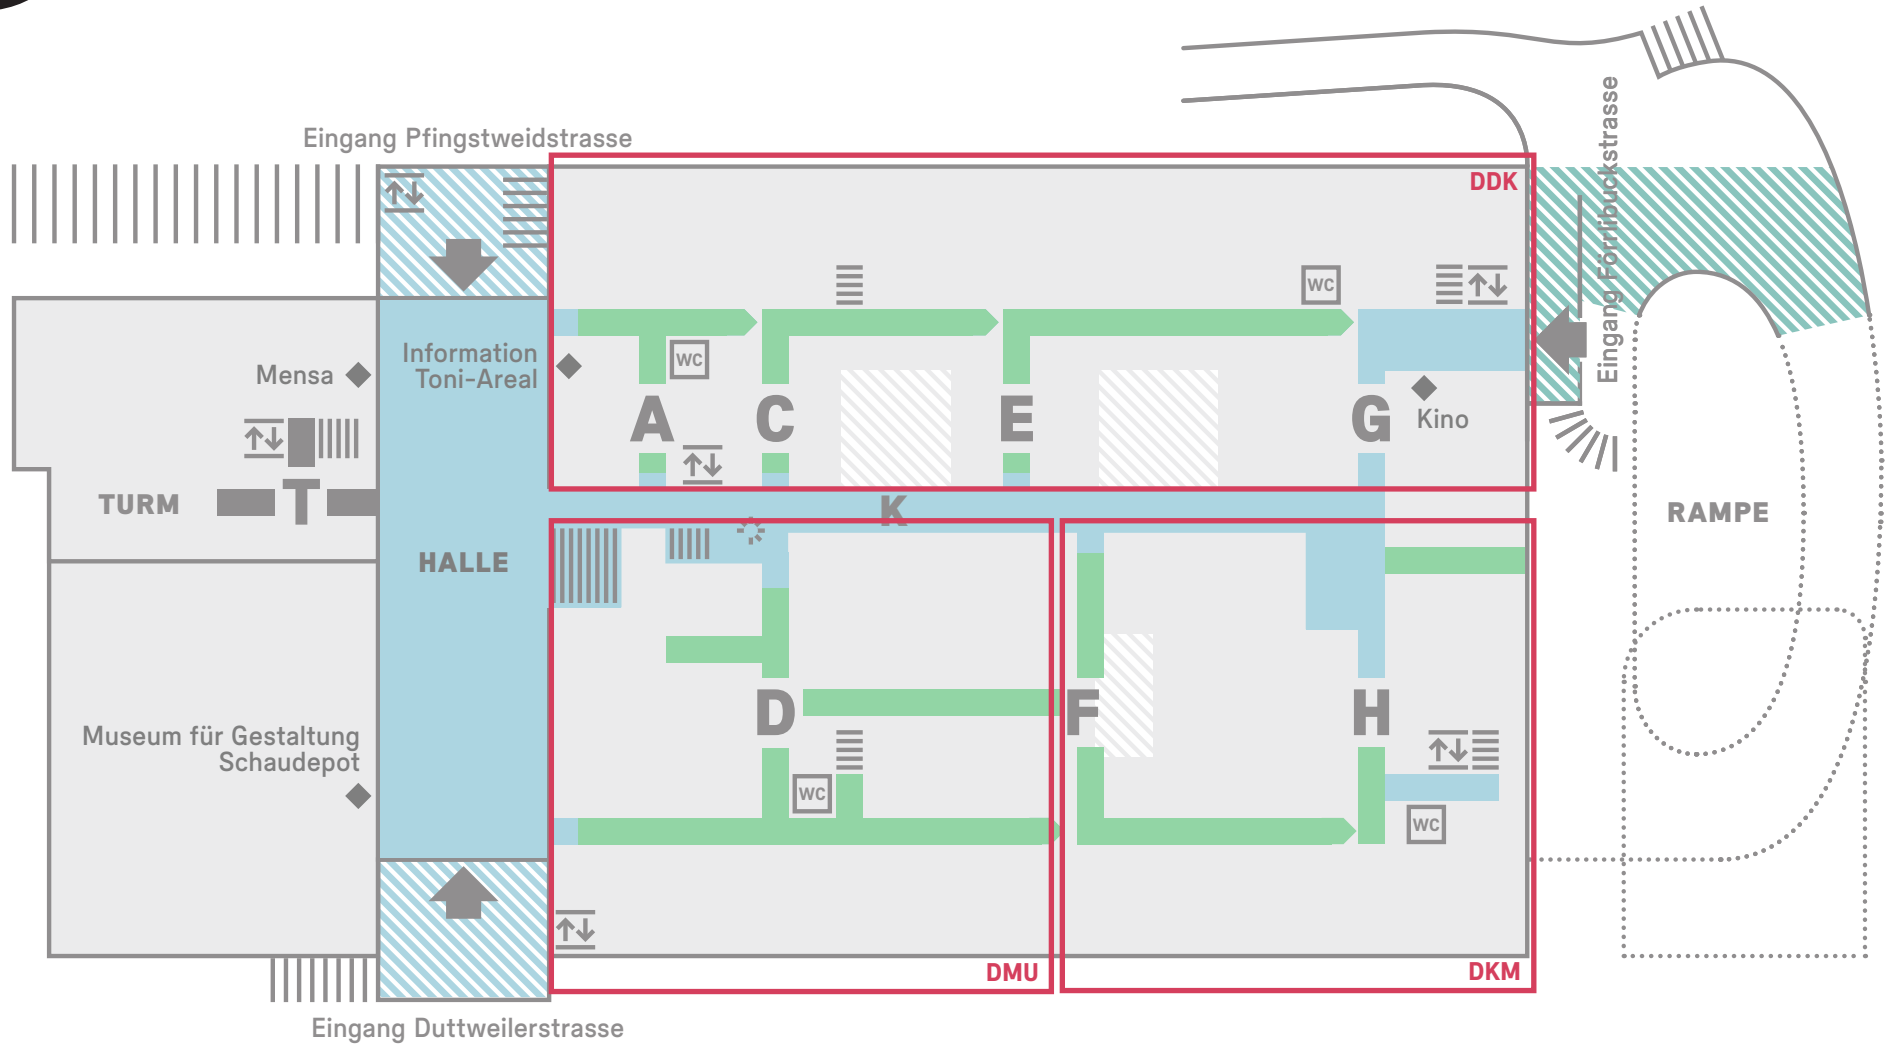 Eingang Pfingstweidstrasse
DDK
Eingang Förrlibuckstrasse
WC
Information
Toni-Areal
Mensa
WC
A
C
E
G
Kino
TURM
T
K
RAMPE
HALLE
D
F
H
Museum für Gestaltung
Schaudepot
WC
WC
DMU
DKM
Eingang Duttweilerstrasse